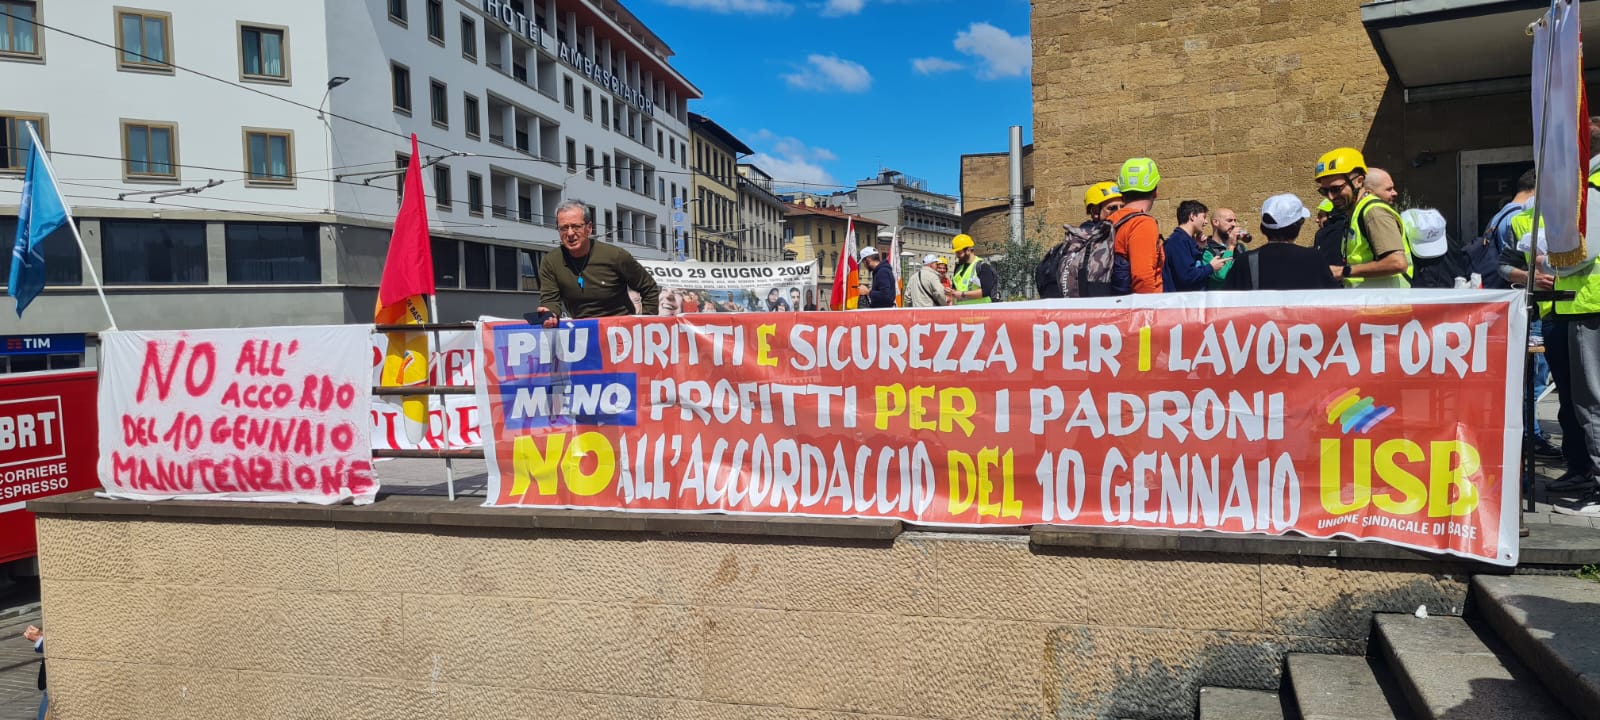 HOTEL AMBASCIATORI
TIM
BRT
CORRIERE
ESPRESSO
NO ALL'
ACCORDO
DEL 10 GENNAIO
MANUTENZIONE
GGIO 29 GIUGNO 2009
PIÙ DIRITTI E SICUREZZA PER I LAVORATORI
MENO PROFITTI PER I PADRONI
NO ALL'ACCORDACCIO DEL 10 GENNAIO
USB
UNIONE SINDACALE DI BASE